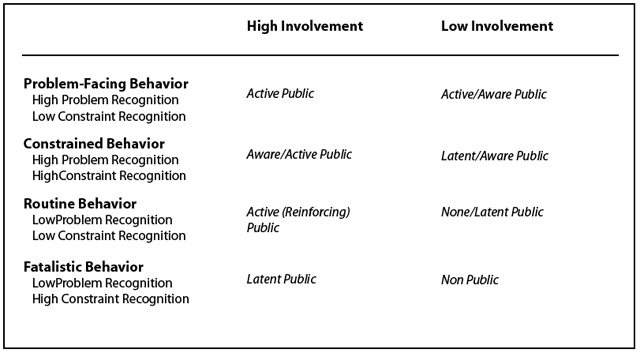 High Involvement Low Involvement
Problem-Facing Behavior
High Problem Recognition
Low Constraint Recognition
Active Public
Active/Aware Public
Constrained Behavior
High Problem Recognition
HighConstraint Recognition
Aware/Active Public
Latent/Aware Public
Routine Behavior
LowProblem Recognition
Low Constraint Recognition
Active (Reinforcing)
Public
None/Latent Public
Fatalistic Behavior
LowProblem Recognition
High Constraint Recognition
Latent Public
Non Public